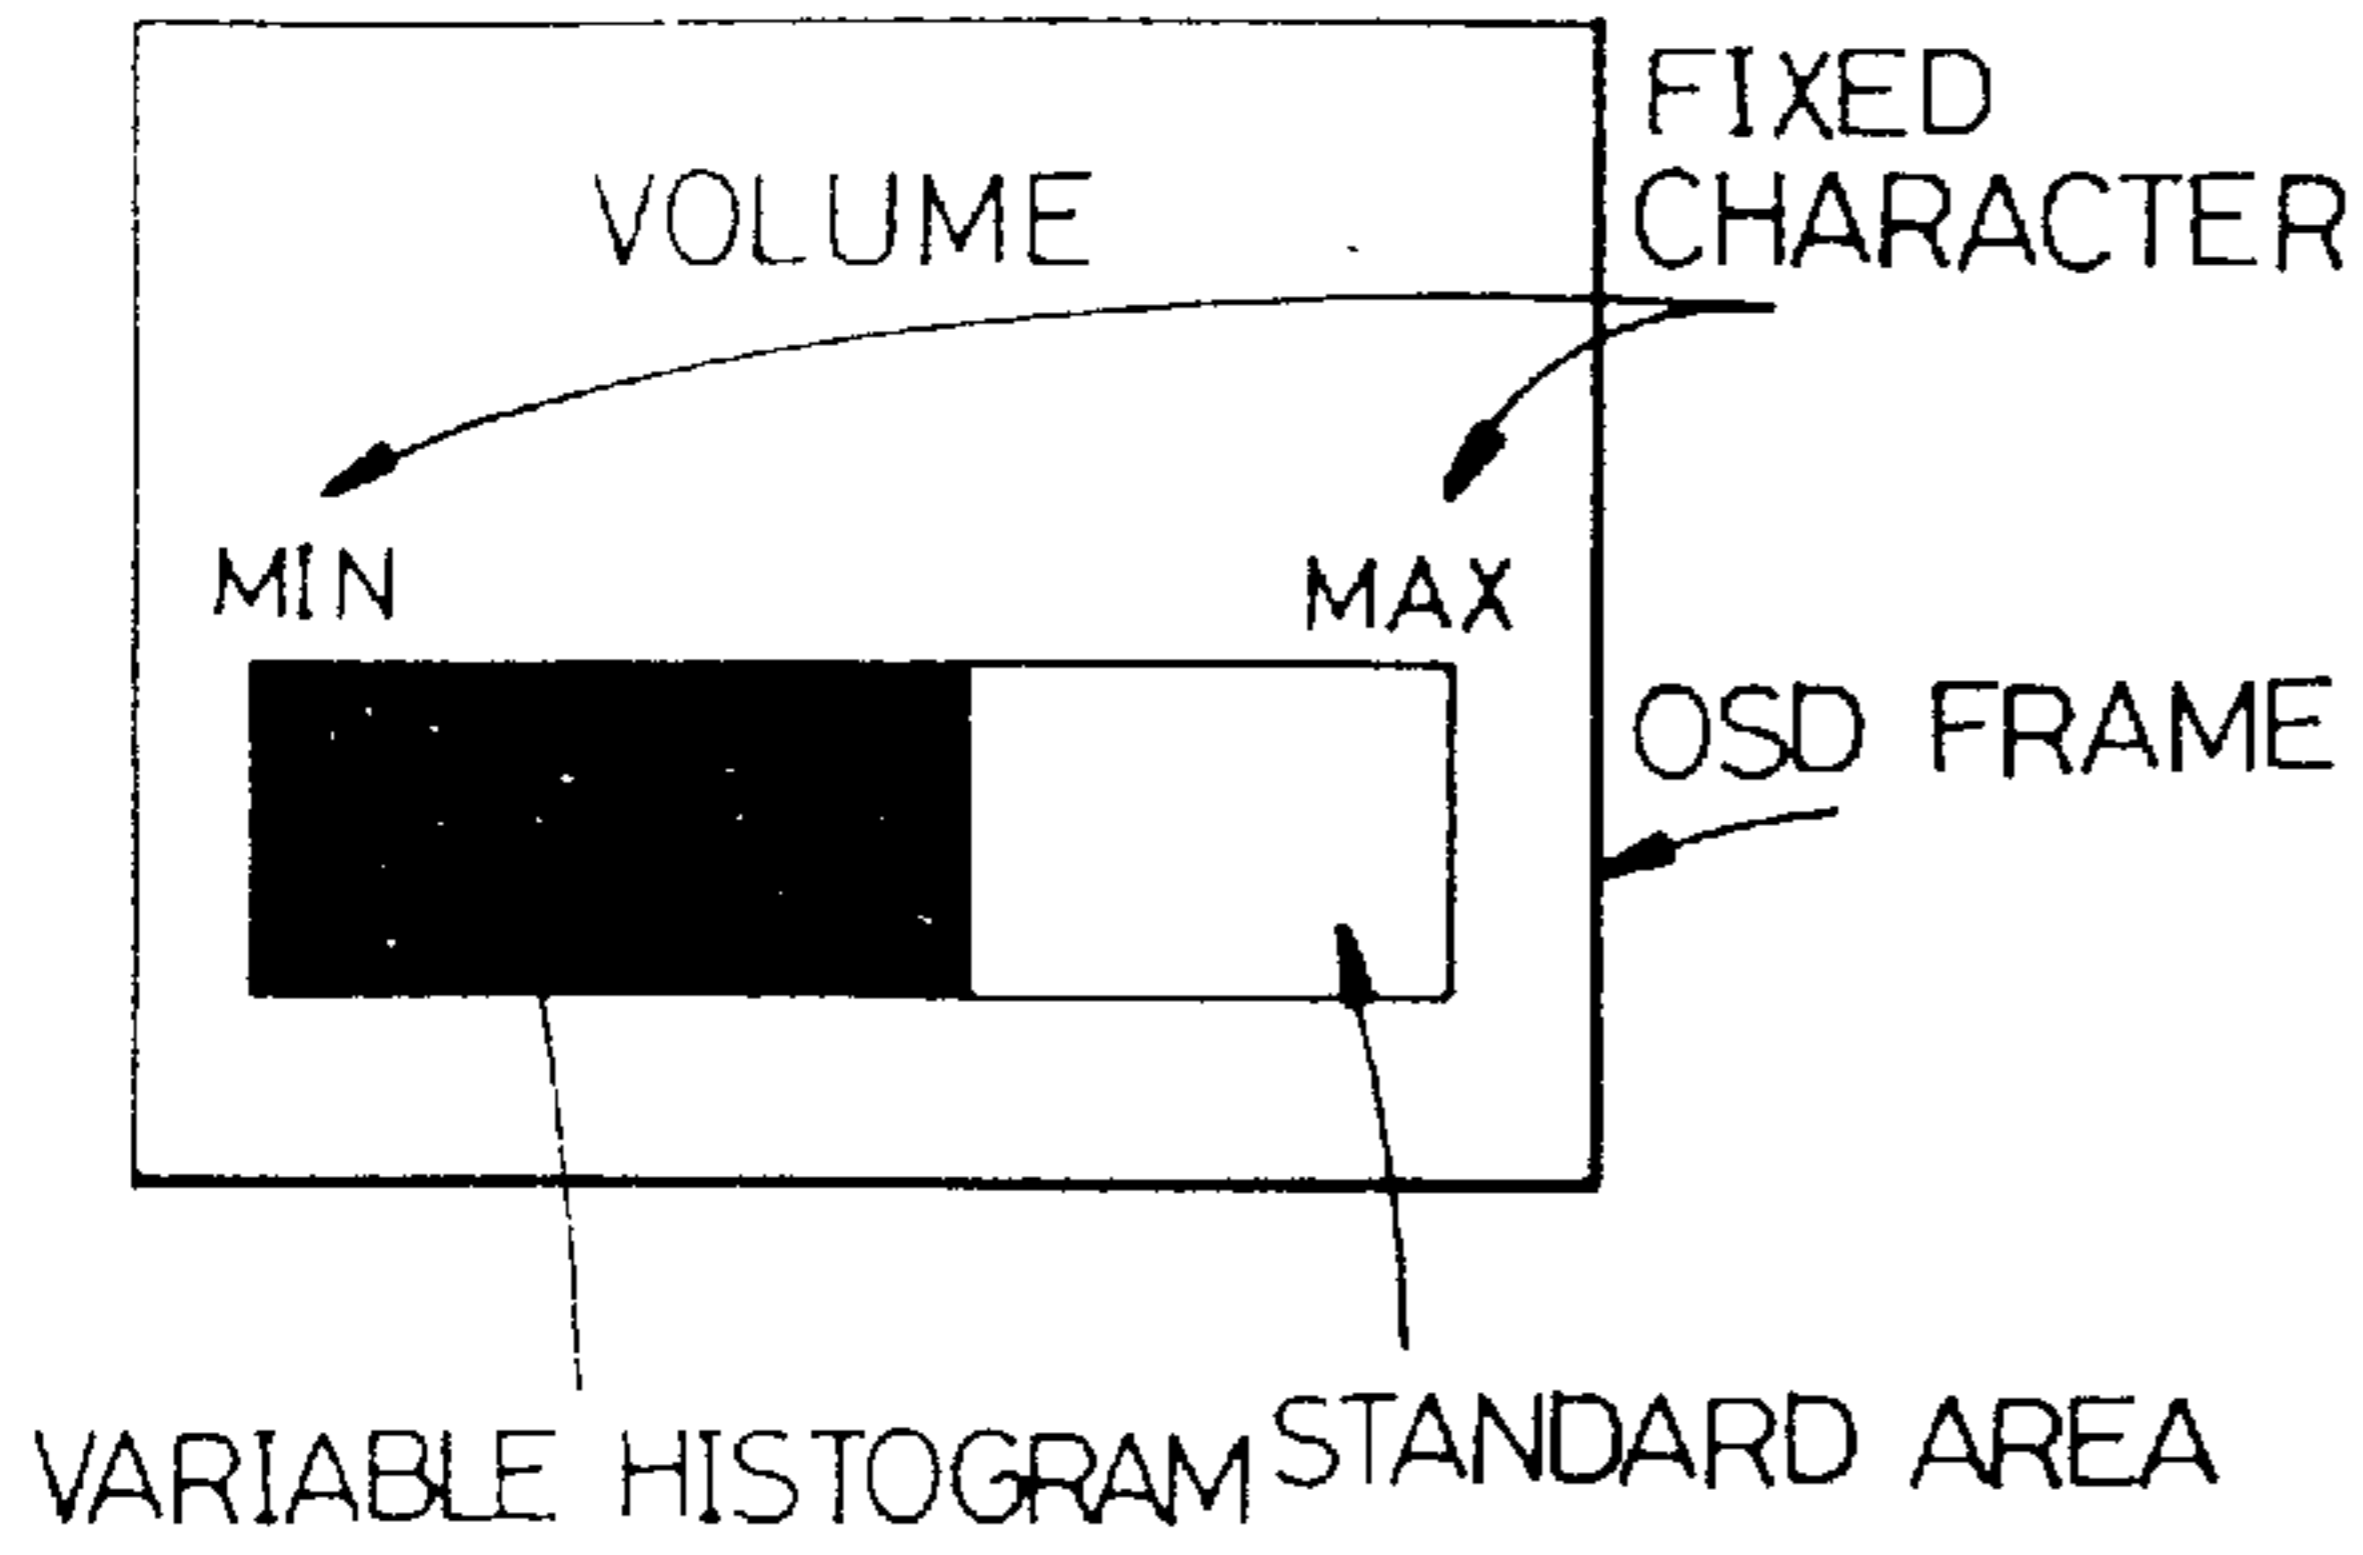 FIXED
CHARACTER
VOLUME
MIN
MAX
OSD FRAME
VARIABLE HISTOGRAM
STANDARD AREA